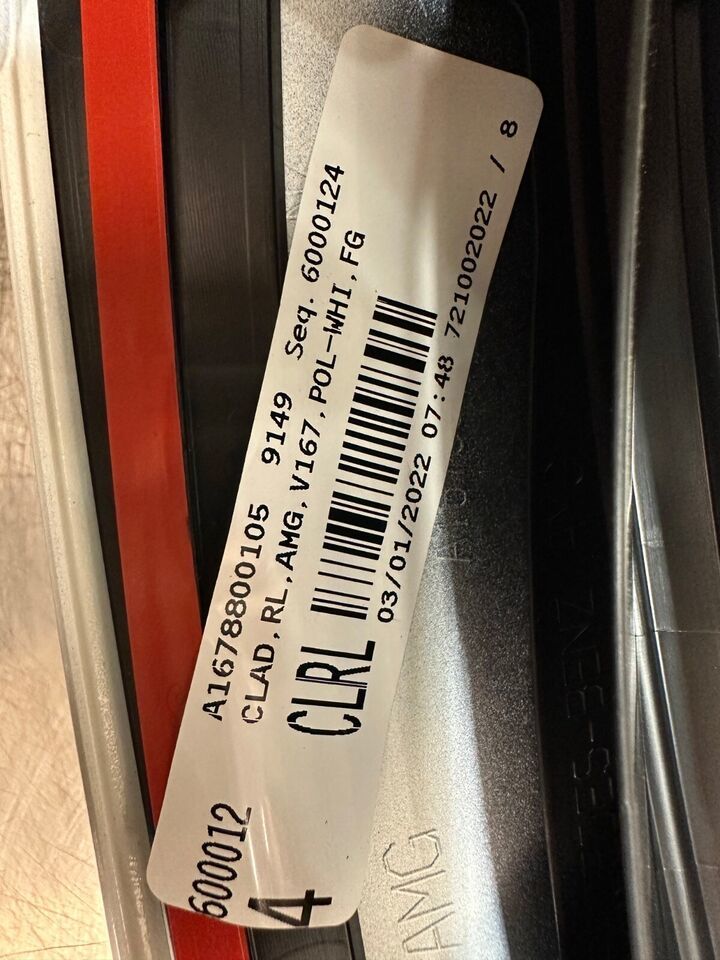 A1678800105 9149 Seq. 6000124
CLAD,RL,AMG,V167,POL-WHI,FG
CLRL
03/01/2022 07:48 721002022 / 8
600012
4
AMG